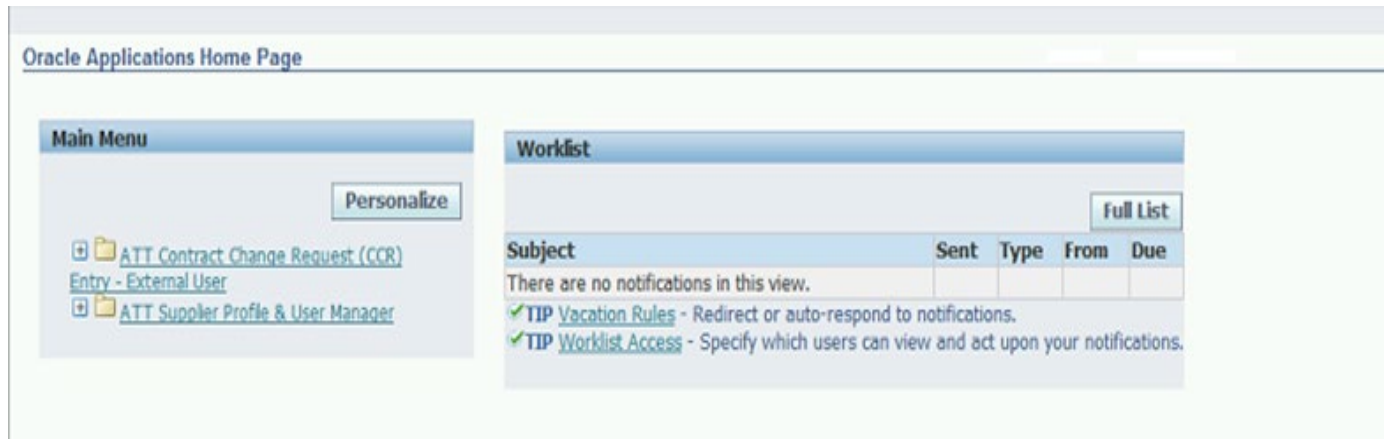 Oracle Applications Home Page
Main Menu
Personalize
ATT Contract Change Request (CCR)
Entry - External User
ATT Supplier Profile & User Manager
Worklist
Full List
Subject Sent Type From Due
There are no notifications in this view.
TIP Vacation Rules - Redirect or auto-respond to notifications.
TIP Worklist Access - Specify which users can view and act upon your notifications.